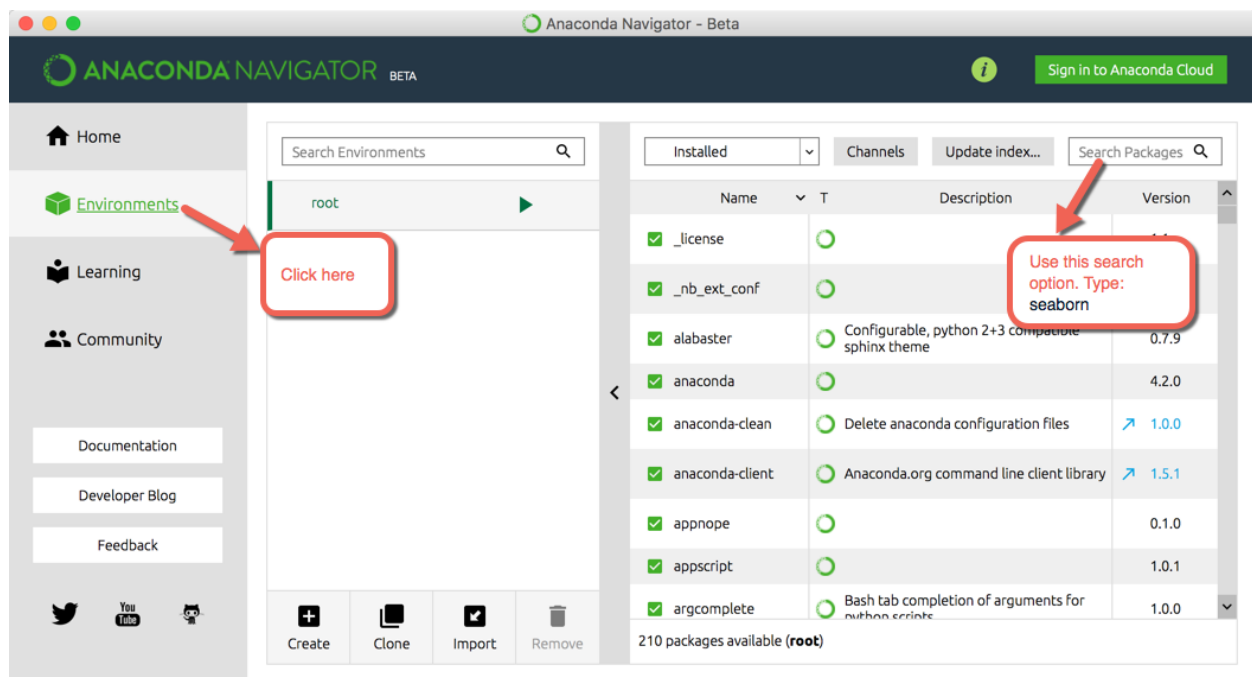 Anaconda Navigator - Beta
ANACONDA NAVIGATOR BETA
i
Sign in to Anaconda Cloud
Home
Environments
Learning
Community
Documentation
Developer Blog
Feedback
You
Tube
Search Environments
root
Click here
Create
Clone
Import
Remove
Installed
Channels
Update index...
Search Packages
Name T Description Version
_license
_nb_ext_conf
Use this search
option. Type:
seaborn
alabaster Configurable, python 2+3 compatible
sphinx theme 0.7.9
anaconda 4.2.0
anaconda-clean Delete anaconda configuration files 1.0.0
anaconda-client Anaconda.org command line client library 1.5.1
appnope 0.1.0
appscript 1.0.1
argcomplete Bash tab completion of arguments for
python scripts 1.0.0
210 packages available (root)